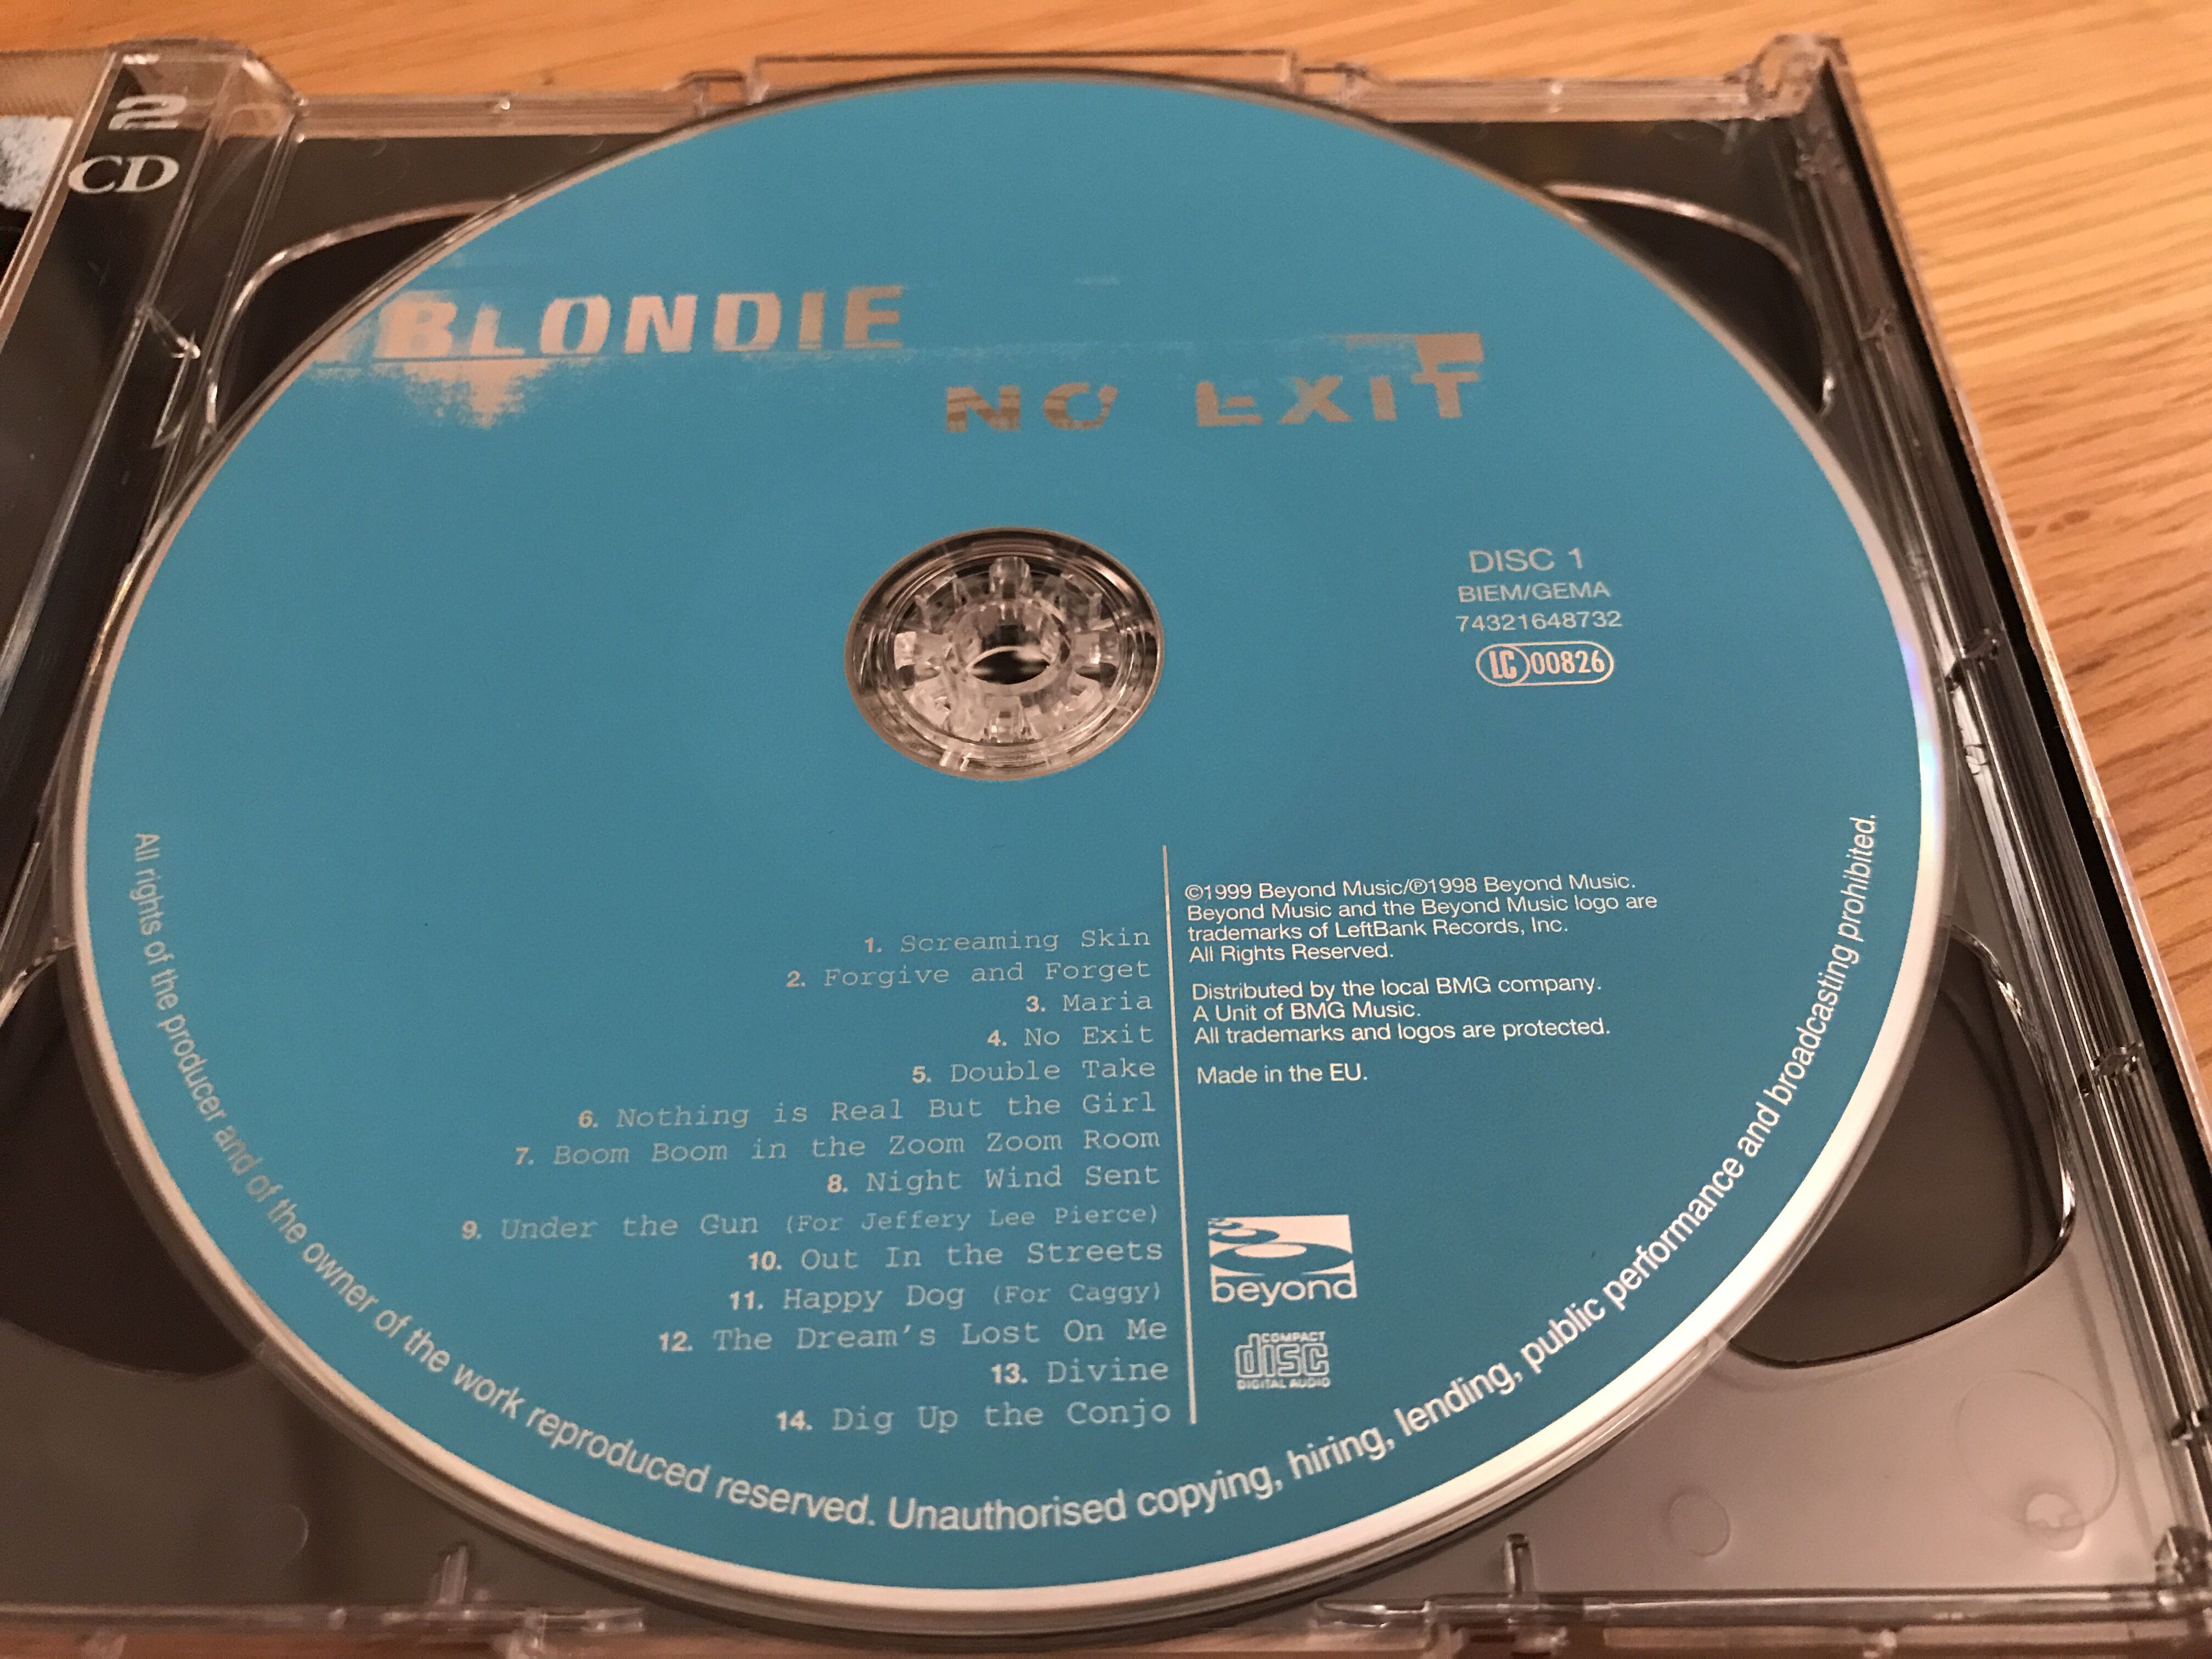 2
CD
BLONDIE
NO EXIT
DISC 1
BIEM/GEMA
74321648732
LC 00826
1. Screaming Skin
2. Forgive and Forget
3. Maria
4. No Exit
5. Double Take
6. Nothing is Real But the Girl
7. Boom Boom in the Zoom Zoom Room
8. Night Wind Sent
9. Under the Gun (For Jeffery Lee Pierce)
10. Out In the Streets
11. Happy Dog (For Caggy)
12. The Dream's Lost On Me
13. Divine
14. Dig Up the Conjo
©1999 Beyond Music/℗1998 Beyond Music.
Beyond Music and the Beyond Music logo are
trademarks of LeftBank Records, Inc.
All Rights Reserved.
Distributed by the local BMG company.
A Unit of BMG Music.
All trademarks and logos are protected.
Made in the EU.
beyond
COMPACT
disc
DIGITAL AUDIO
All rights of the producer and of the owner of the work reproduced reserved. Unauthorised copying, hiring, lending, public performance and broadcasting prohibited.